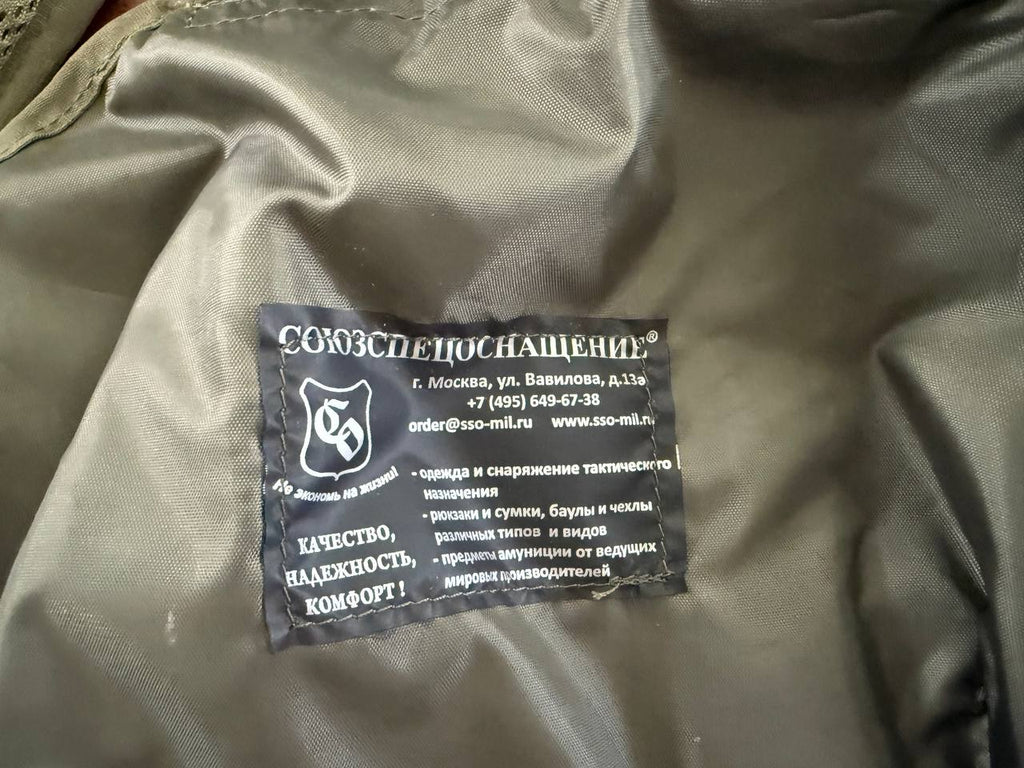 СОЮЗСПЕЦОСНАЩЕНИЕ®
г. Москва, ул. Вавилова, д.13а
+7 (495) 649-67-38
order@sso-mil.ru www.sso-mil.ru
Не экономь на жизни!
КАЧЕСТВО,
НАДЕЖНОСТЬ,
КОМФОРТ !
- одежда и снаряжение тактического
назначения
- рюкзаки и сумки, баулы и чехлы
различных типов и видов
- предметы амуниции от ведущих
мировых производителей